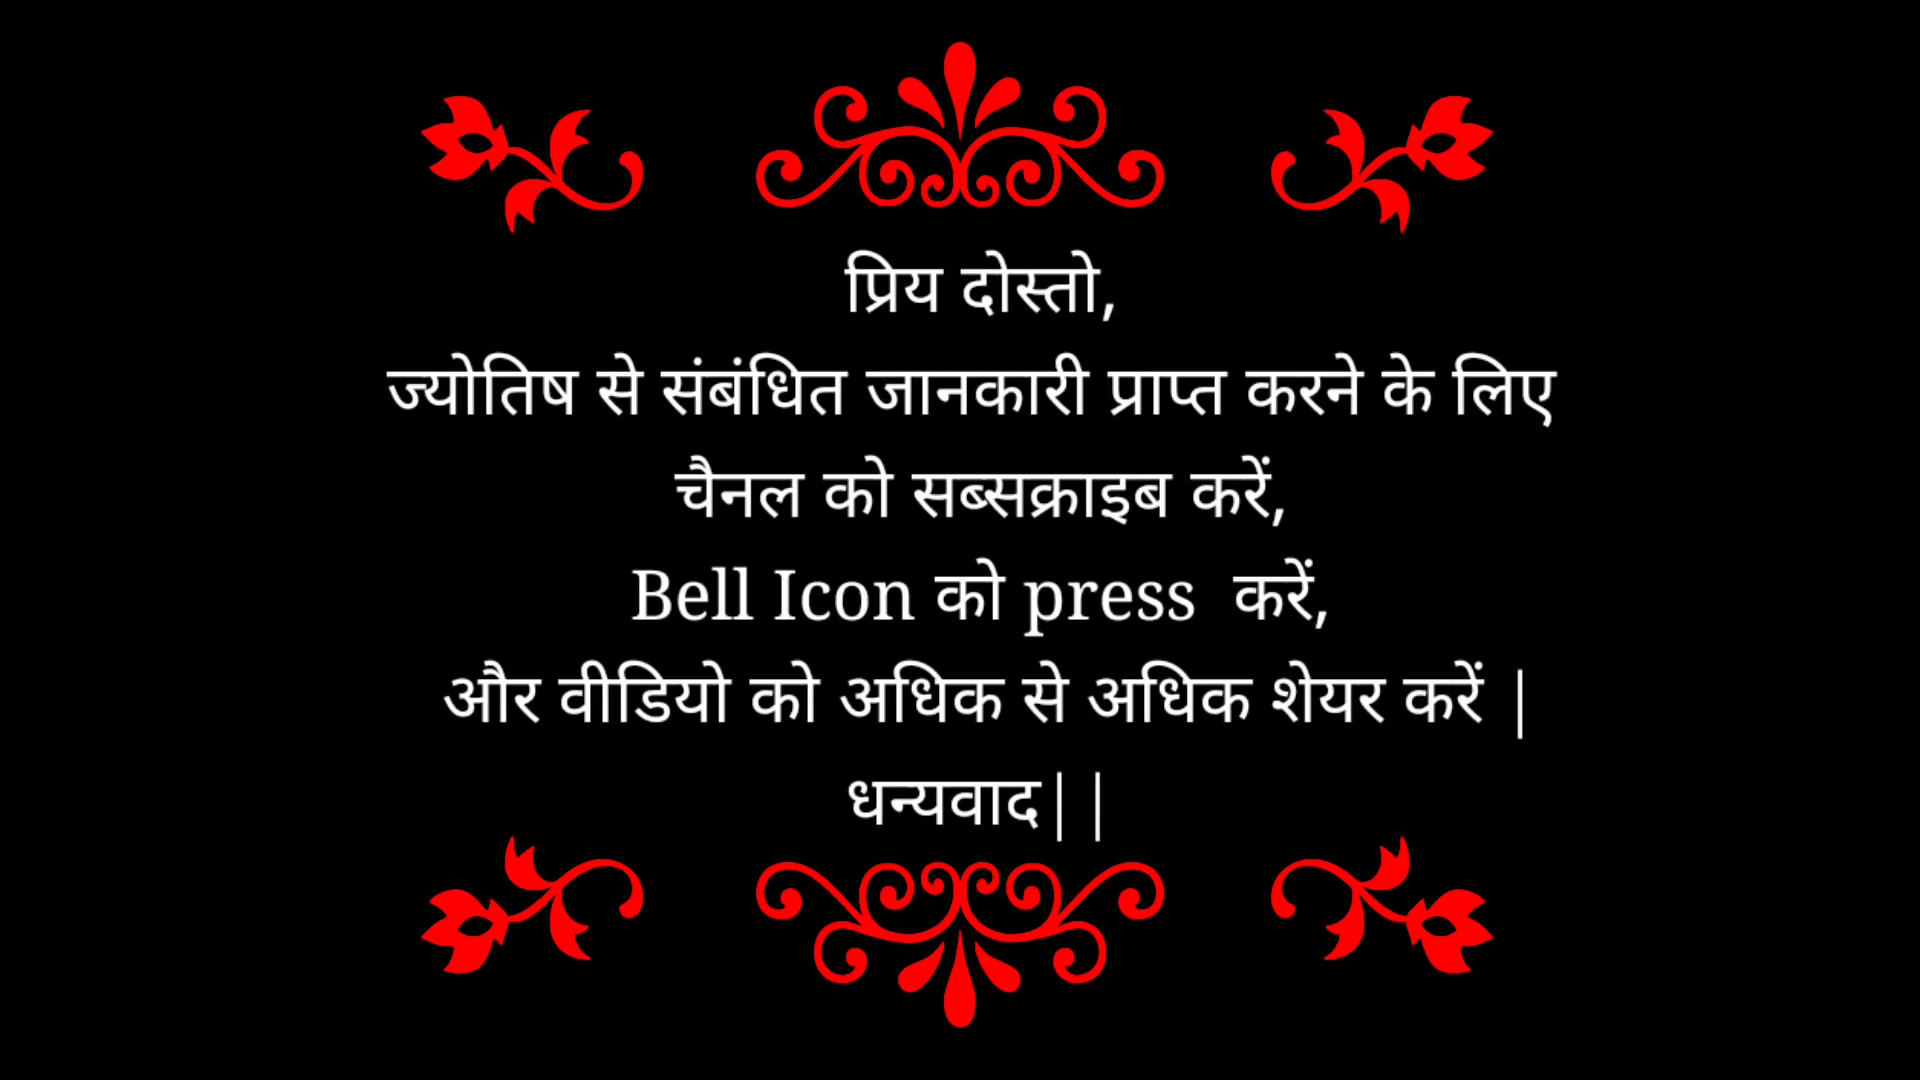 प्रिय दोस्तो,
ज्योतिष से संबंधित जानकारी प्राप्त करने के लिए
चैनल को सब्सक्राइब करें,
Bell Icon को press  करें,
और वीडियो को अधिक से अधिक शेयर करें |
धन्यवाद||